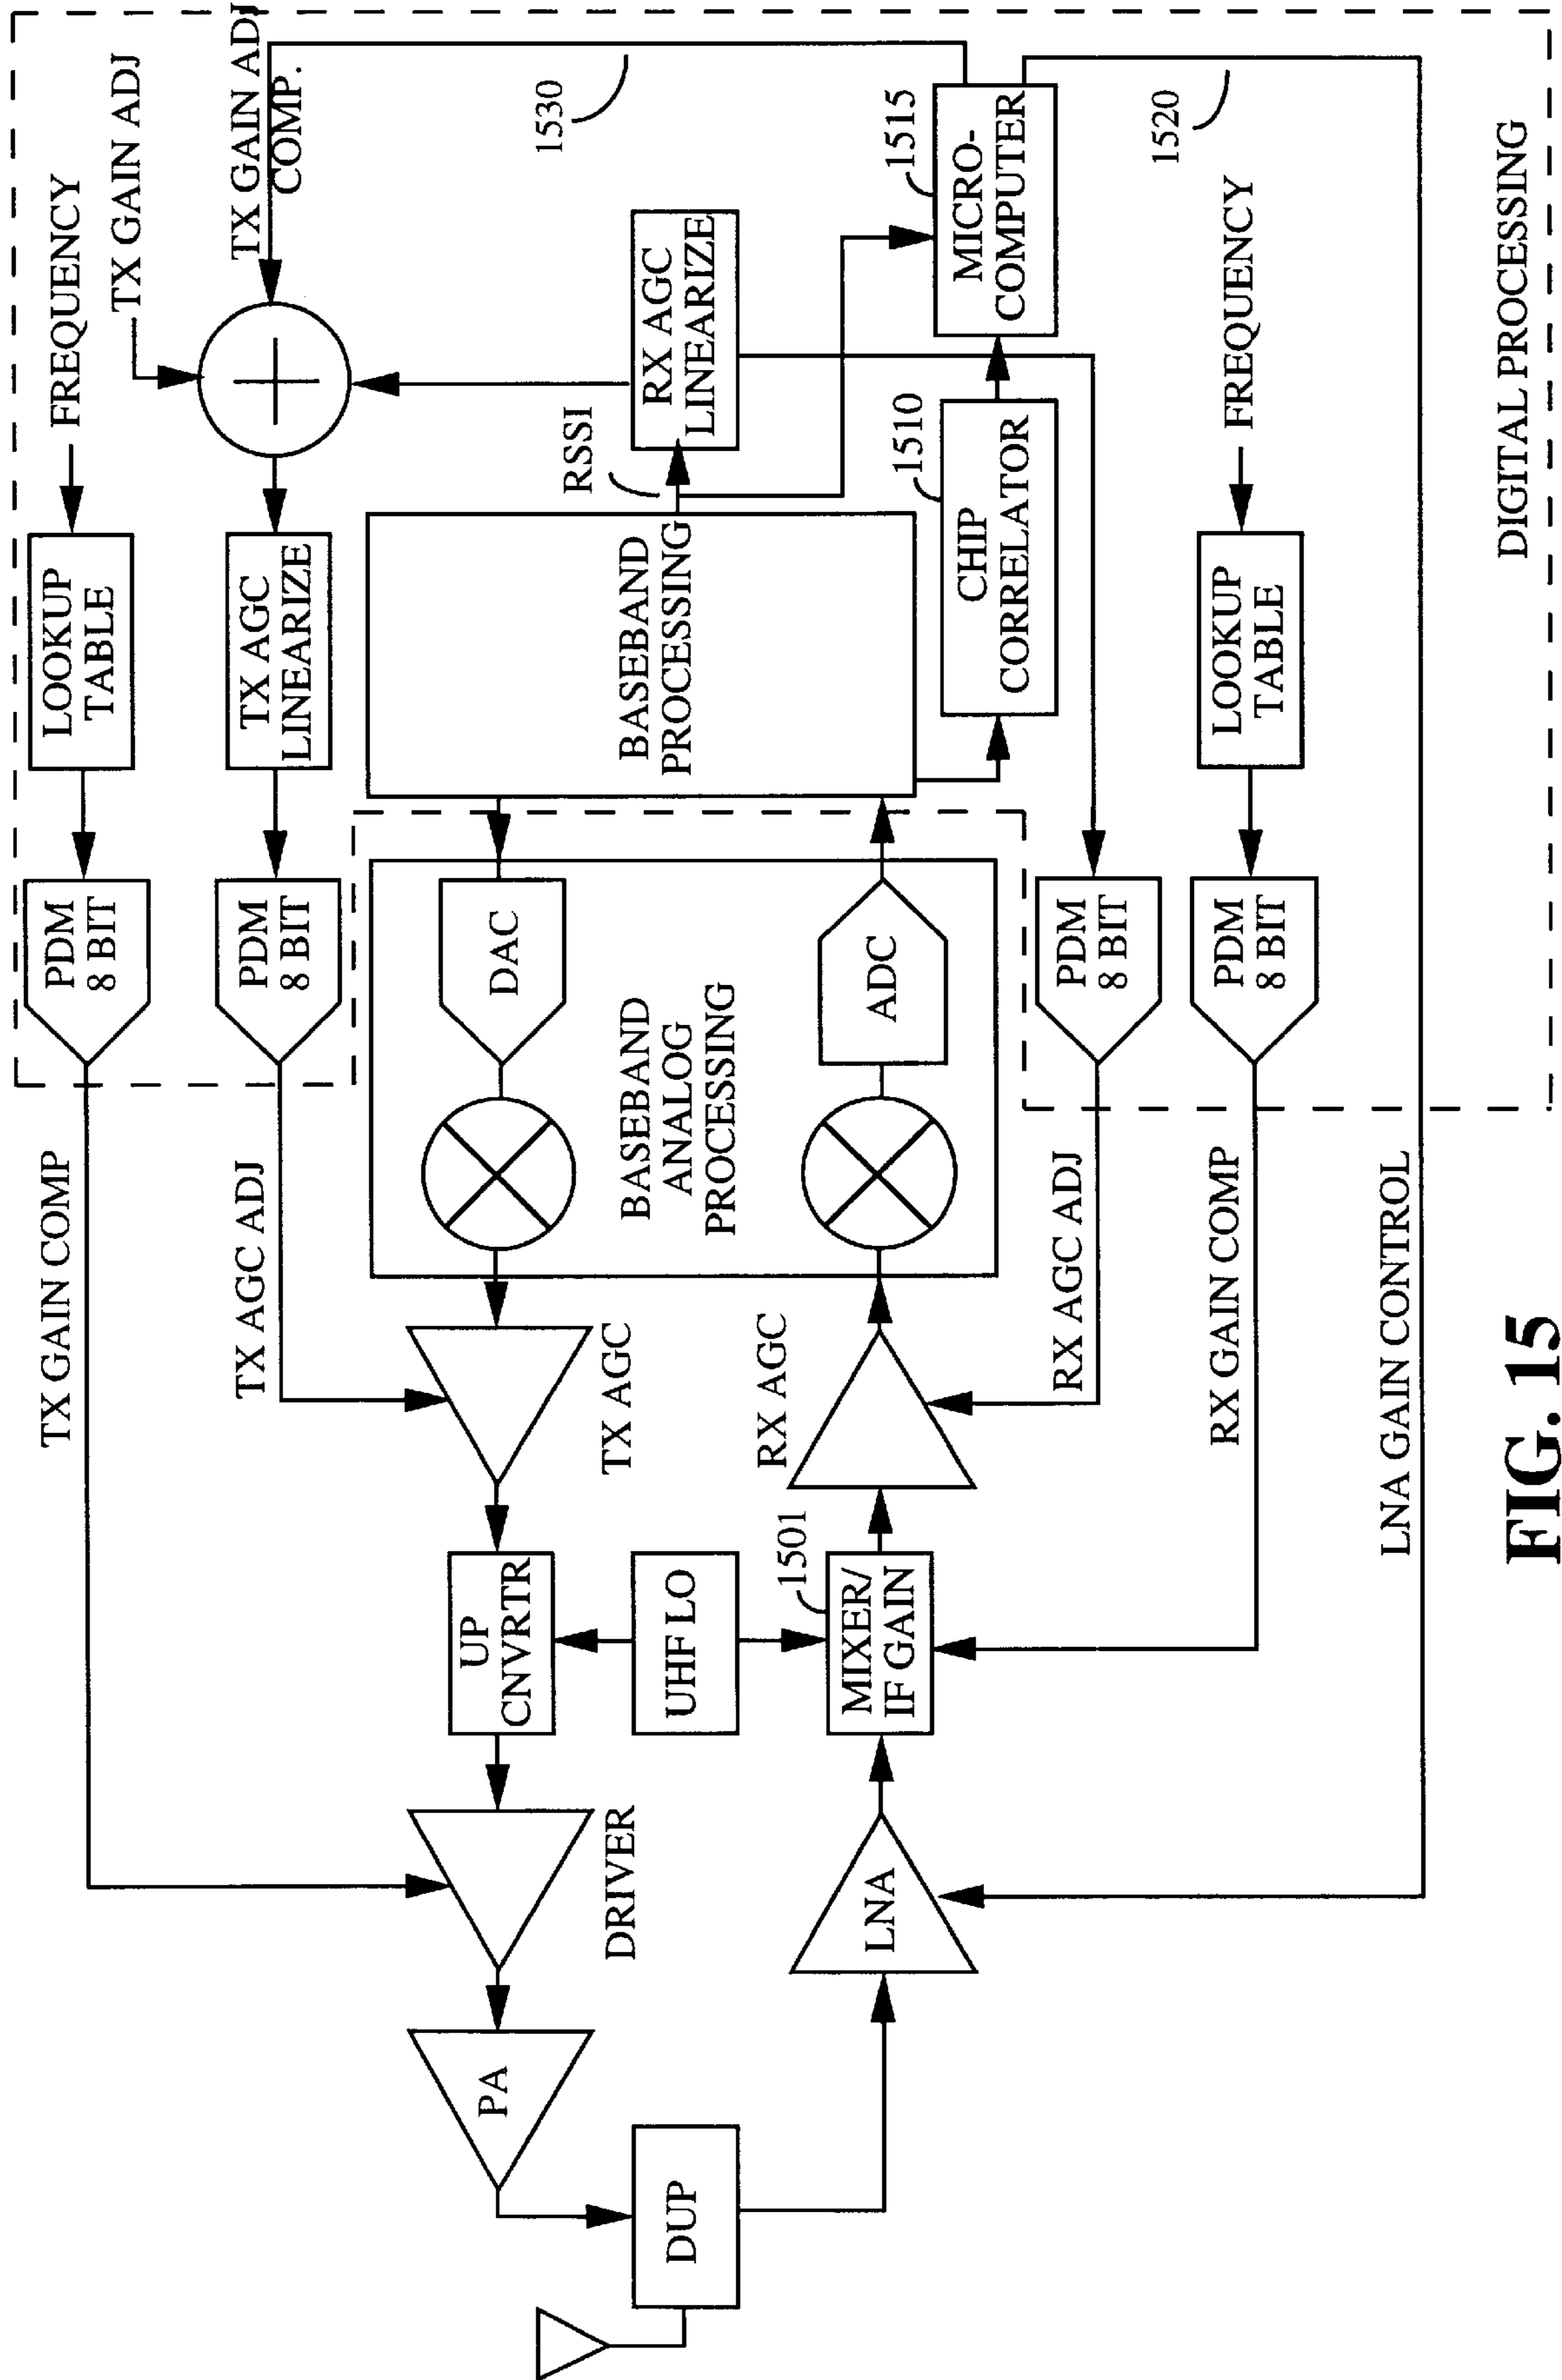 TX GAIN COMP
PDM
8 BIT
LOOKUP
TABLE
FREQUENCY
TX GAIN ADJ
TX AGC ADJ
PDM
8 BIT
TX AGC
LINEARIZE
TX GAIN ADJ
COMP.
PA
DRIVER
UP
CNVRTR
TX AGC
DAC
BASEBAND
ANALOG
PROCESSING
BASEBAND
PROCESSING
RSSI
RX AGC
LINEARIZE
1530
DUP
UHF LO
LNA
MIXER/
IF GAIN
1501
RX AGC
ADC
CHIP
CORRELATOR
1510
MICRO-
COMPUTER
1515
RX AGC ADJ
PDM
8 BIT
RX GAIN COMP
PDM
8 BIT
LOOKUP
TABLE
FREQUENCY
1520
LNA GAIN CONTROL
DIGITAL PROCESSING
FIG. 15